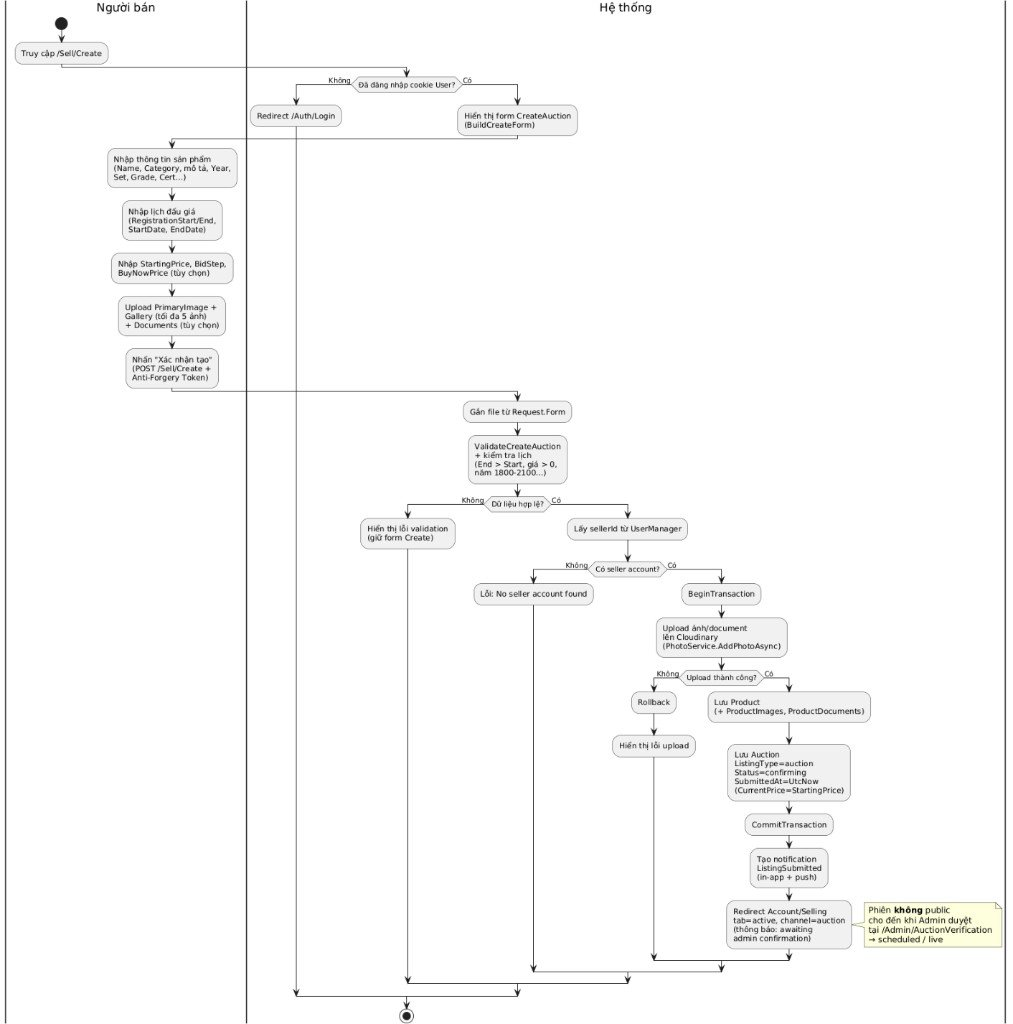 Người bán
Hệ thống
Truy cập /Sell/Create
Đã đăng nhập cookie User?
Không
Có
Redirect /Auth/Login
Hiển thị form CreateAuction
(BuildCreateForm)
Nhập thông tin sản phẩm
(Name, Category, mô tả, Year,
Set, Grade, Cert...)
Nhập lịch đấu giá
(RegistrationStart/End,
StartDate, EndDate)
Nhập StartingPrice, BidStep,
BuyNowPrice (tùy chọn)
Upload PrimaryImage +
Gallery (tối đa 5 ảnh)
+ Documents (tùy chọn)
Nhấn "Xác nhận tạo"
(POST /Sell/Create +
Anti-Forgery Token)
Gắn file từ Request.Form
ValidateCreateAuction
+ kiểm tra lịch
(End > Start, giá > 0,
năm 1800-2100...)
Không
Dữ liệu hợp lệ?
Có
Hiển thị lỗi validation
(giữ form Create)
Lấy sellerId từ UserManager
Không
Có seller account?
Có
Lỗi: No seller account found
BeginTransaction
Upload ảnh/document
lên Cloudinary
(PhotoService.AddPhotoAsync)
Không
Upload thành công?
Có
Rollback
Hiển thị lỗi upload
Lưu Product
(+ ProductImages, ProductDocuments)
Lưu Auction
ListingType=auction
Status=confirming
SubmittedAt=UtcNow
(CurrentPrice=StartingPrice)
CommitTransaction
Tạo notification
ListingSubmitted
(in-app + push)
Redirect Account/Selling
tab=active, channel=auction
(thông báo: awaiting
admin confirmation)
Phiên không public
cho đến khi Admin duyệt
tại /Admin/AuctionVerification
→ scheduled / live